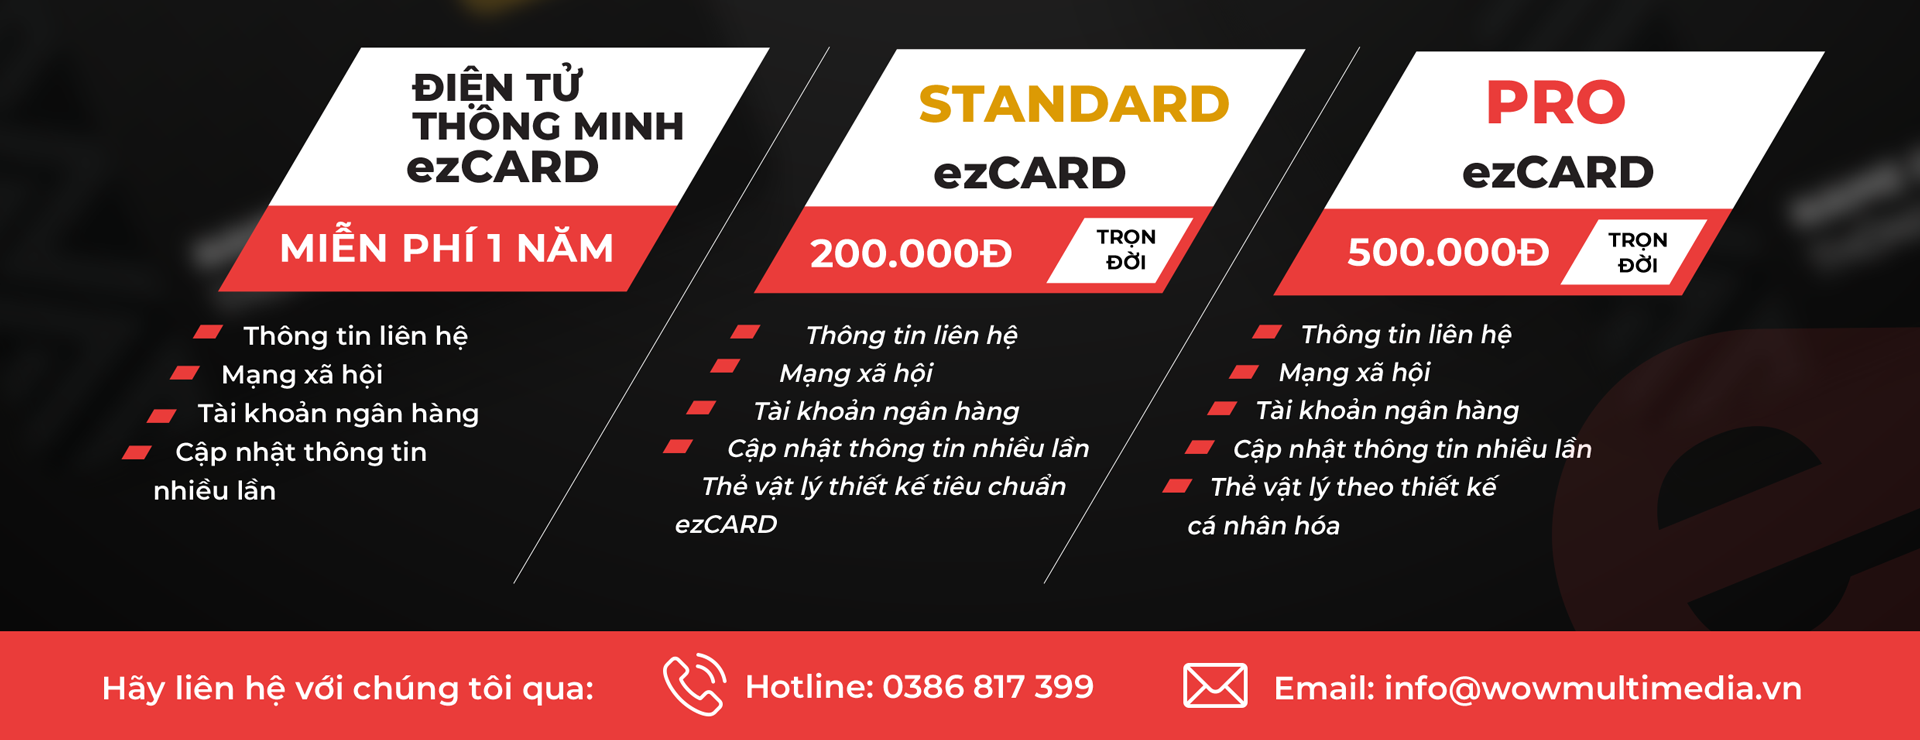 ĐIỆN TỬ
THÔNG MINH
ezCARD
MIỄN PHÍ 1 NĂM
Thông tin liên hệ
Mạng xã hội
Tài khoản ngân hàng
Cập nhật thông tin
nhiều lần
STANDARD
ezCARD
200.000Đ
TRỌN
ĐỜI
Thông tin liên hệ
Mạng xã hội
Tài khoản ngân hàng
Cập nhật thông tin nhiều lần
Thẻ vật lý thiết kế tiêu chuẩn
ezCARD
PRO
ezCARD
500.000Đ
TRỌN
ĐỜI
Thông tin liên hệ
Mạng xã hội
Tài khoản ngân hàng
Cập nhật thông tin nhiều lần
Thẻ vật lý theo thiết kế
cá nhân hóa
Hãy liên hệ với chúng tôi qua:
Hotline: 0386 817 399
Email: info@wowmultimedia.vn